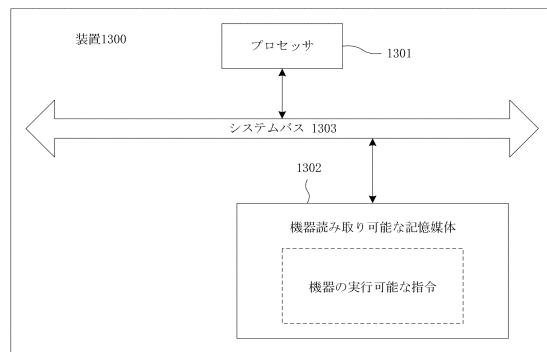 装置1300
プロセッサ
1301
システムバス 1303
1302
機器読み取り可能な記憶媒体
機器の実行可能な指令